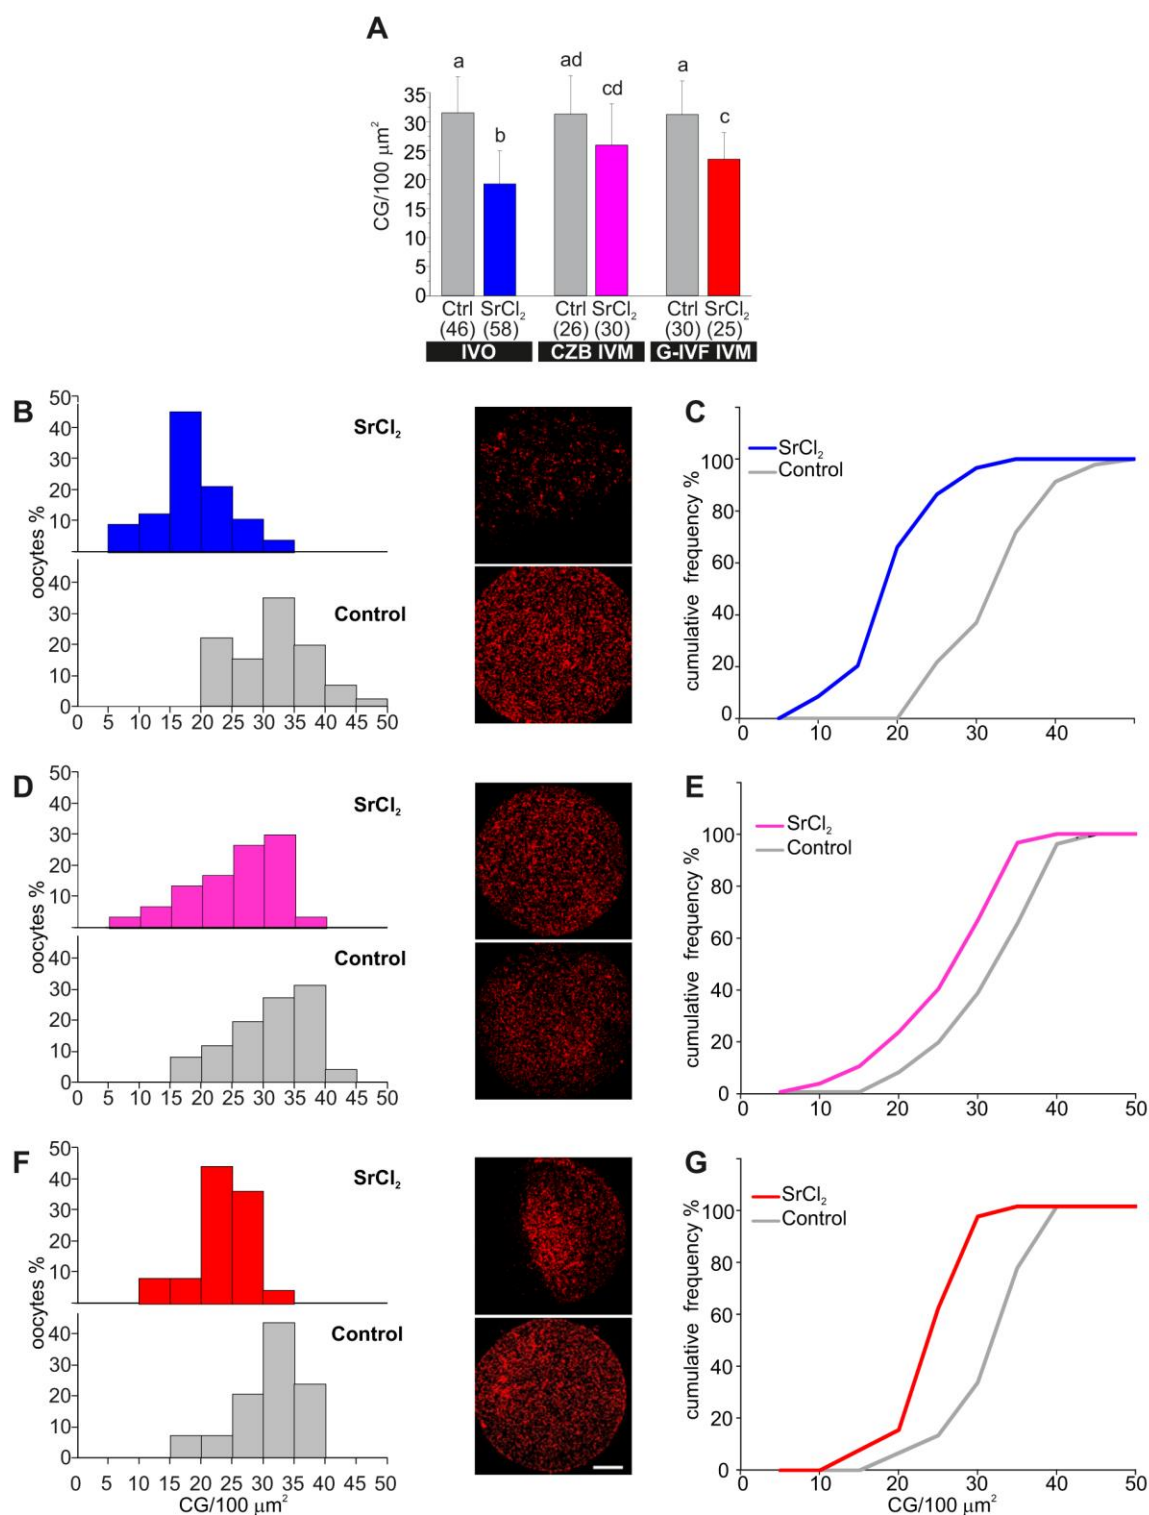 A
a ad a
b cd c
CG/100 μm²
35
30
25
20
15
10
5
0
Ctrl SrCl₂ Ctrl SrCl₂ Ctrl SrCl₂
(46) (58) (26) (30) (30) (25)
IVO CZB IVM G-IVF IVM
B
50
40
30
20
10
SrCl₂
oocytes %
40
30
20
10
0
Control
0 5 10 15 20 25 30 35 40 45 50
C
SrCl₂
Control
cumulative frequency %
100
80
60
40
20
0
0 10 20 30 40
D
50
40
30
20
10
SrCl₂
oocytes %
40
30
20
10
0
Control
0 5 10 15 20 25 30 35 40 45 50
E
SrCl₂
Control
cumulative frequency %
100
80
60
40
20
0
0 10 20 30 40 50
F
50
40
30
20
10
SrCl₂
oocytes %
40
30
20
10
0
Control
0 5 10 15 20 25 30 35 40 45 50
CG/100 μm²
G
SrCl₂
Control
cumulative frequency %
100
80
60
40
20
0
0 10 20 30 40 50
CG/100 μm²